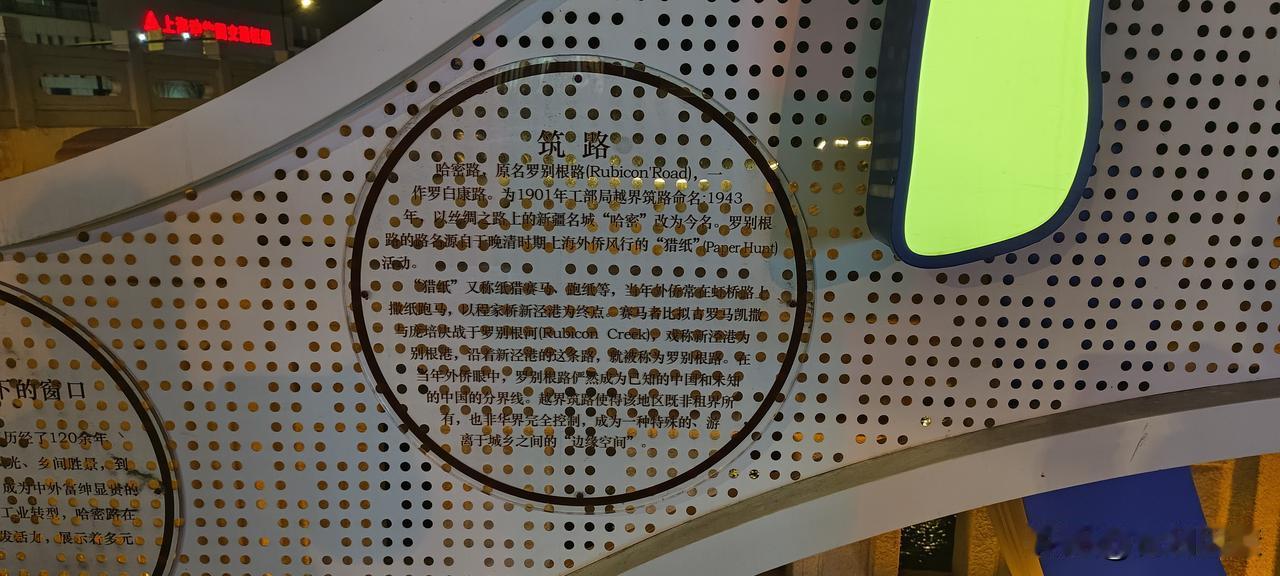 筑路
哈密路，原名罗别根路(Rubicon Road)，一
作罗白康路。为1901年工部局越界筑路命名;1943
年，以丝绸之路上的新疆名城“哈密”改为今名。罗别根
路的路名源自于晚清时期上海外侨风行的“猎纸”(Paper Hunt)
活动。
“猎纸”又称纸猎赛马、跑纸等，当年外侨常在虹桥路上
撒纸跑马，以程家桥新泾港为终点。赛马者比拟古罗马凯撒
与庞培决战于罗别根河(Rubicon Creek)，戏称新泾港为
别根港，沿着新泾港的这条路，就被称为罗别根路。在
当年外侨眼中，罗别根路俨然成为已知的中国和未知
的中国的分界线。越界筑路使得该地区既非租界所
有，也非华界完全控制，成为一种特殊的、游
离于城乡之间的“边缘空间”。
下的窗口
历经了120余年
光、乡间胜景，到
成为中外富绅显贵的
工业转型，哈密路在
发活力，展示着多元